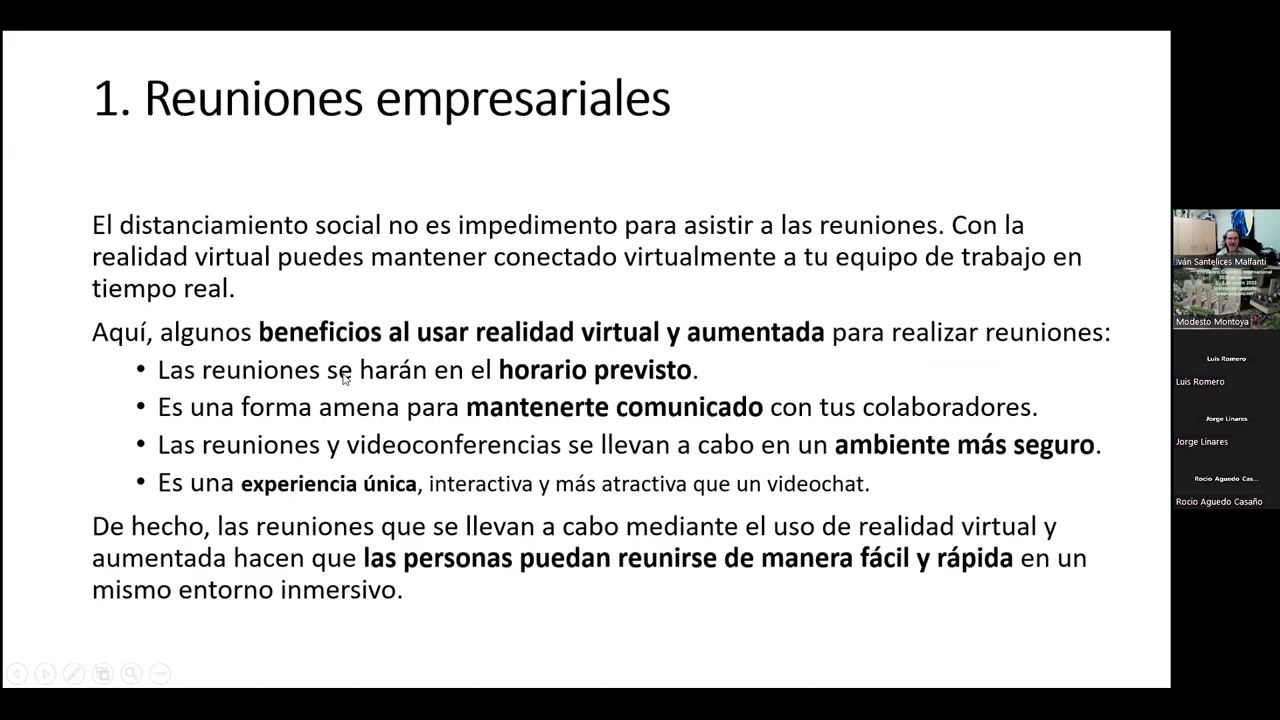 1. Reuniones empresariales
El distanciamiento social no es impedimento para asistir a las reuniones. Con la
realidad virtual puedes mantener conectado virtualmente a tu equipo de trabajo en
tiempo real.
Aquí, algunos beneficios al usar realidad virtual y aumentada para realizar reuniones:
• Las reuniones se harán en el horario previsto.
• Es una forma amena para mantenerte comunicado con tus colaboradores.
• Las reuniones y videoconferencias se llevan a cabo en un ambiente más seguro.
• Es una experiencia única, interactiva y más atractiva que un videochat.
De hecho, las reuniones que se llevan a cabo mediante el uso de realidad virtual y
aumentada hacen que las personas puedan reunirse de manera fácil y rápida en un
mismo entorno inmersivo.
Iván Santelices Malfanti
Modesto Montoya
Luis Romero
Luis Romero
Jorge Linares
Jorge Linares
Rocio Aguedo Cas...
Rocio Aguedo Casaño